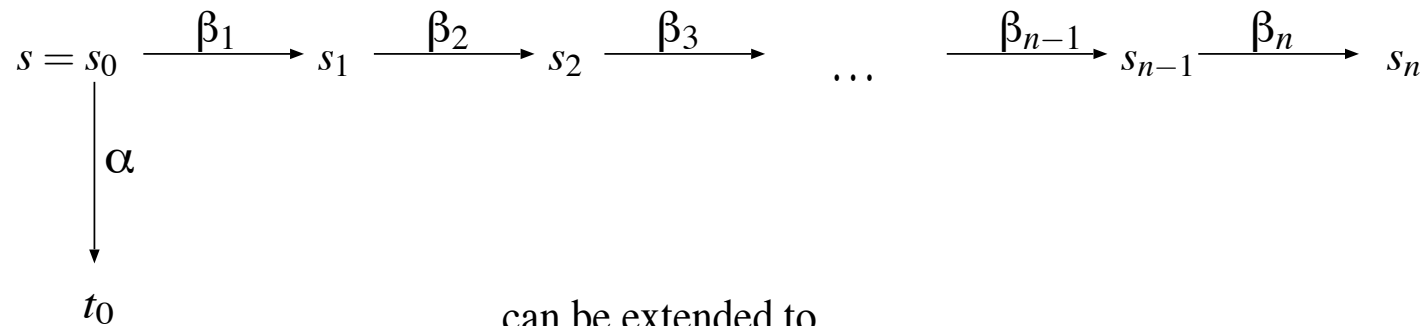 β₁ β₂ β₃ βₙ₋₁ βₙ
s = s₀ s₁ s₂ … sₙ₋₁ sₙ
α
t₀
can be extended to